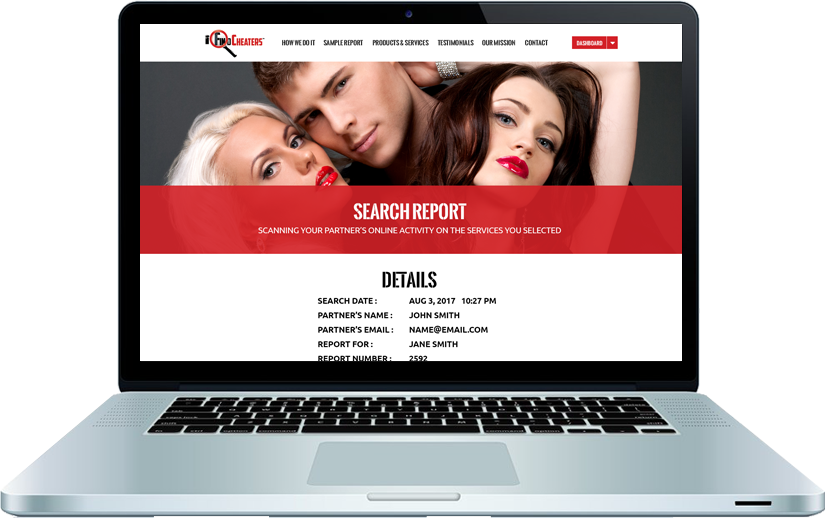 i FIND CHEATERS
HOW WE DO IT SAMPLE REPORT PRODUCTS & SERVICES TESTIMONIALS OUR MISSION CONTACT DASHBOARD
SEARCH REPORT
SCANNING YOUR PARTNER'S ONLINE ACTIVITY ON THE SERVICES YOU SELECTED
DETAILS
SEARCH DATE : AUG 3, 2017 10:27 PM
PARTNER'S NAME : JOHN SMITH
PARTNER'S EMAIL : NAME@EMAIL.COM
REPORT FOR : JANE SMITH
REPORT NUMBER : 2592